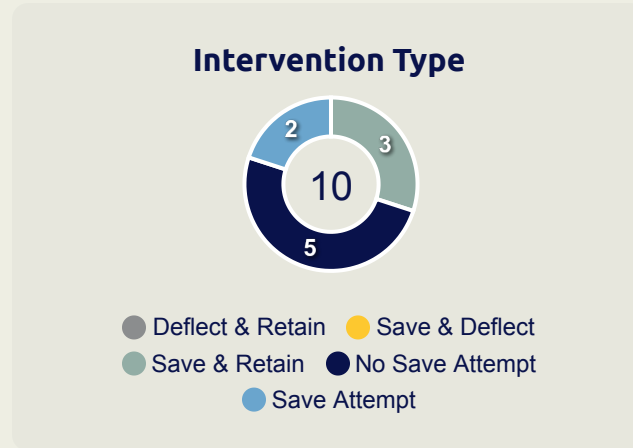 Intervention Type
2
3
10
5
Deflect & Retain Save & Deflect
Save & Retain No Save Attempt
Save Attempt